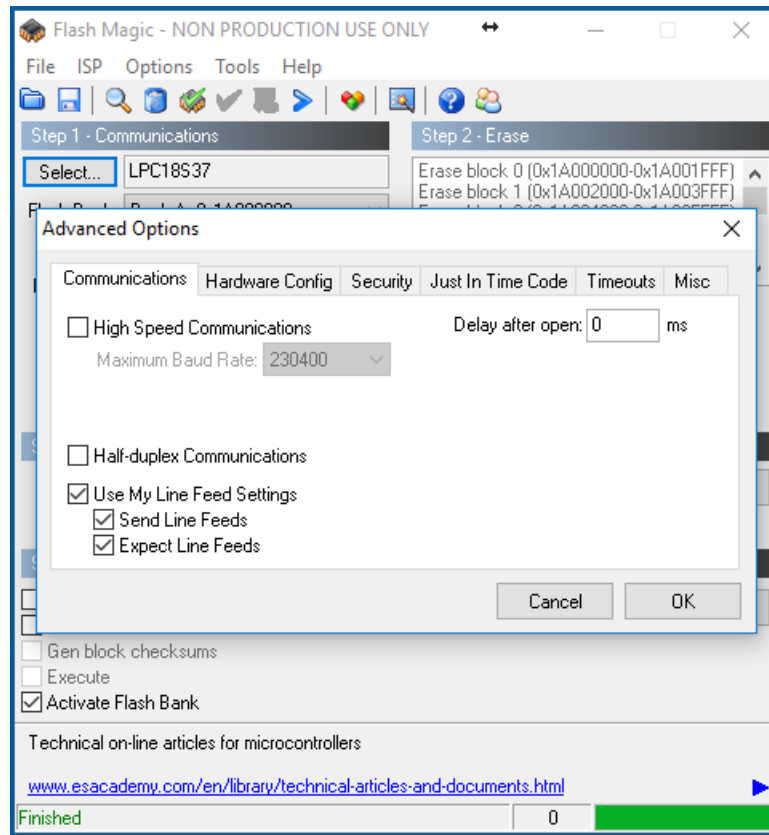 Flash Magic - NON PRODUCTION USE ONLY
File ISP Options Tools Help
Step 1 - Communications
Step 2 - Erase
Select... LPC18S37
Erase block 0 (0x1A000000-0x1A001FFF)
Erase block 1 (0x1A002000-0x1A003FFF)
Advanced Options
Communications Hardware Config Security Just In Time Code Timeouts Misc
High Speed Communications
Delay after open: 0 ms
Maximum Baud Rate: 230400
Half-duplex Communications
Use My Line Feed Settings
Send Line Feeds
Expect Line Feeds
Cancel OK
Gen block checksums
Execute
Activate Flash Bank
Technical on-line articles for microcontrollers
www.esacademy.com/en/library/technical-articles-and-documents.html
Finished 0